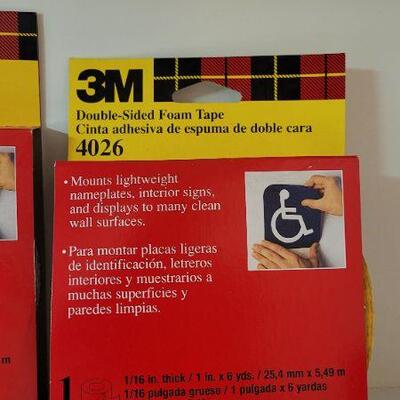 3M
Double-Sided Foam Tape
Cinta adhesiva de espuma de doble cara
4026
• Mounts lightweight
nameplates, interior signs,
and displays to many clean
wall surfaces.
• Para montar placas ligeras
de identificación, letreros
interiores y muestrarios a
muchas superficies y
paredes limpias.
m
1
1/16 in. thick / 1 in. x 6 yds. / 25,4 mm x 5,49 m
1/16 pulgada grueso / 1 pulgada x 6 yardas